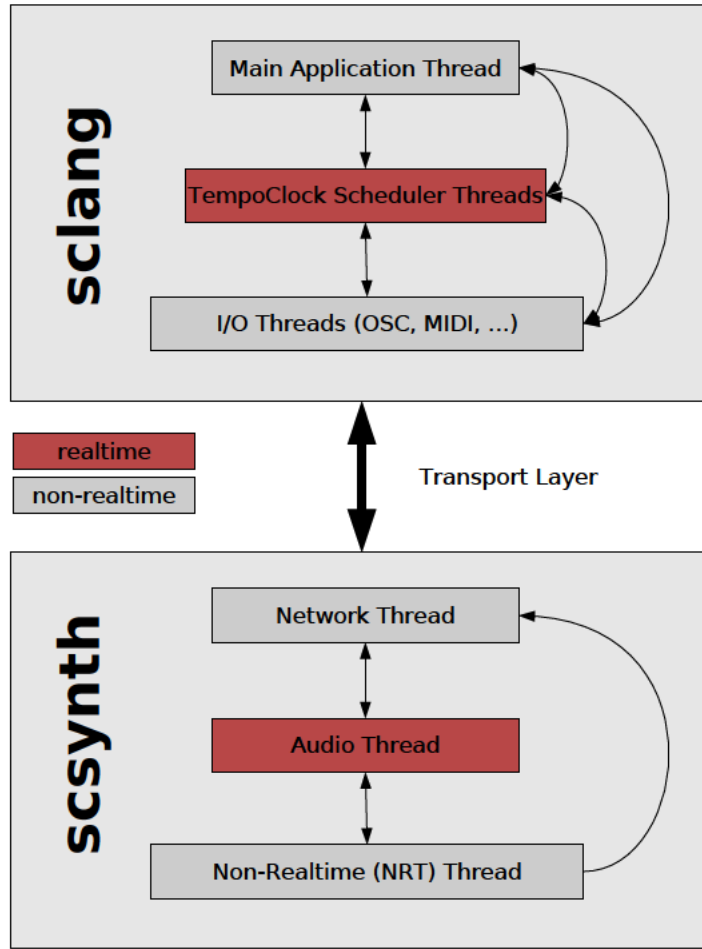 sclang
Main Application Thread
TempoClock Scheduler Threads
I/O Threads (OSC, MIDI, ...)
realtime
non-realtime
Transport Layer
scsynth
Network Thread
Audio Thread
Non-Realtime (NRT) Thread